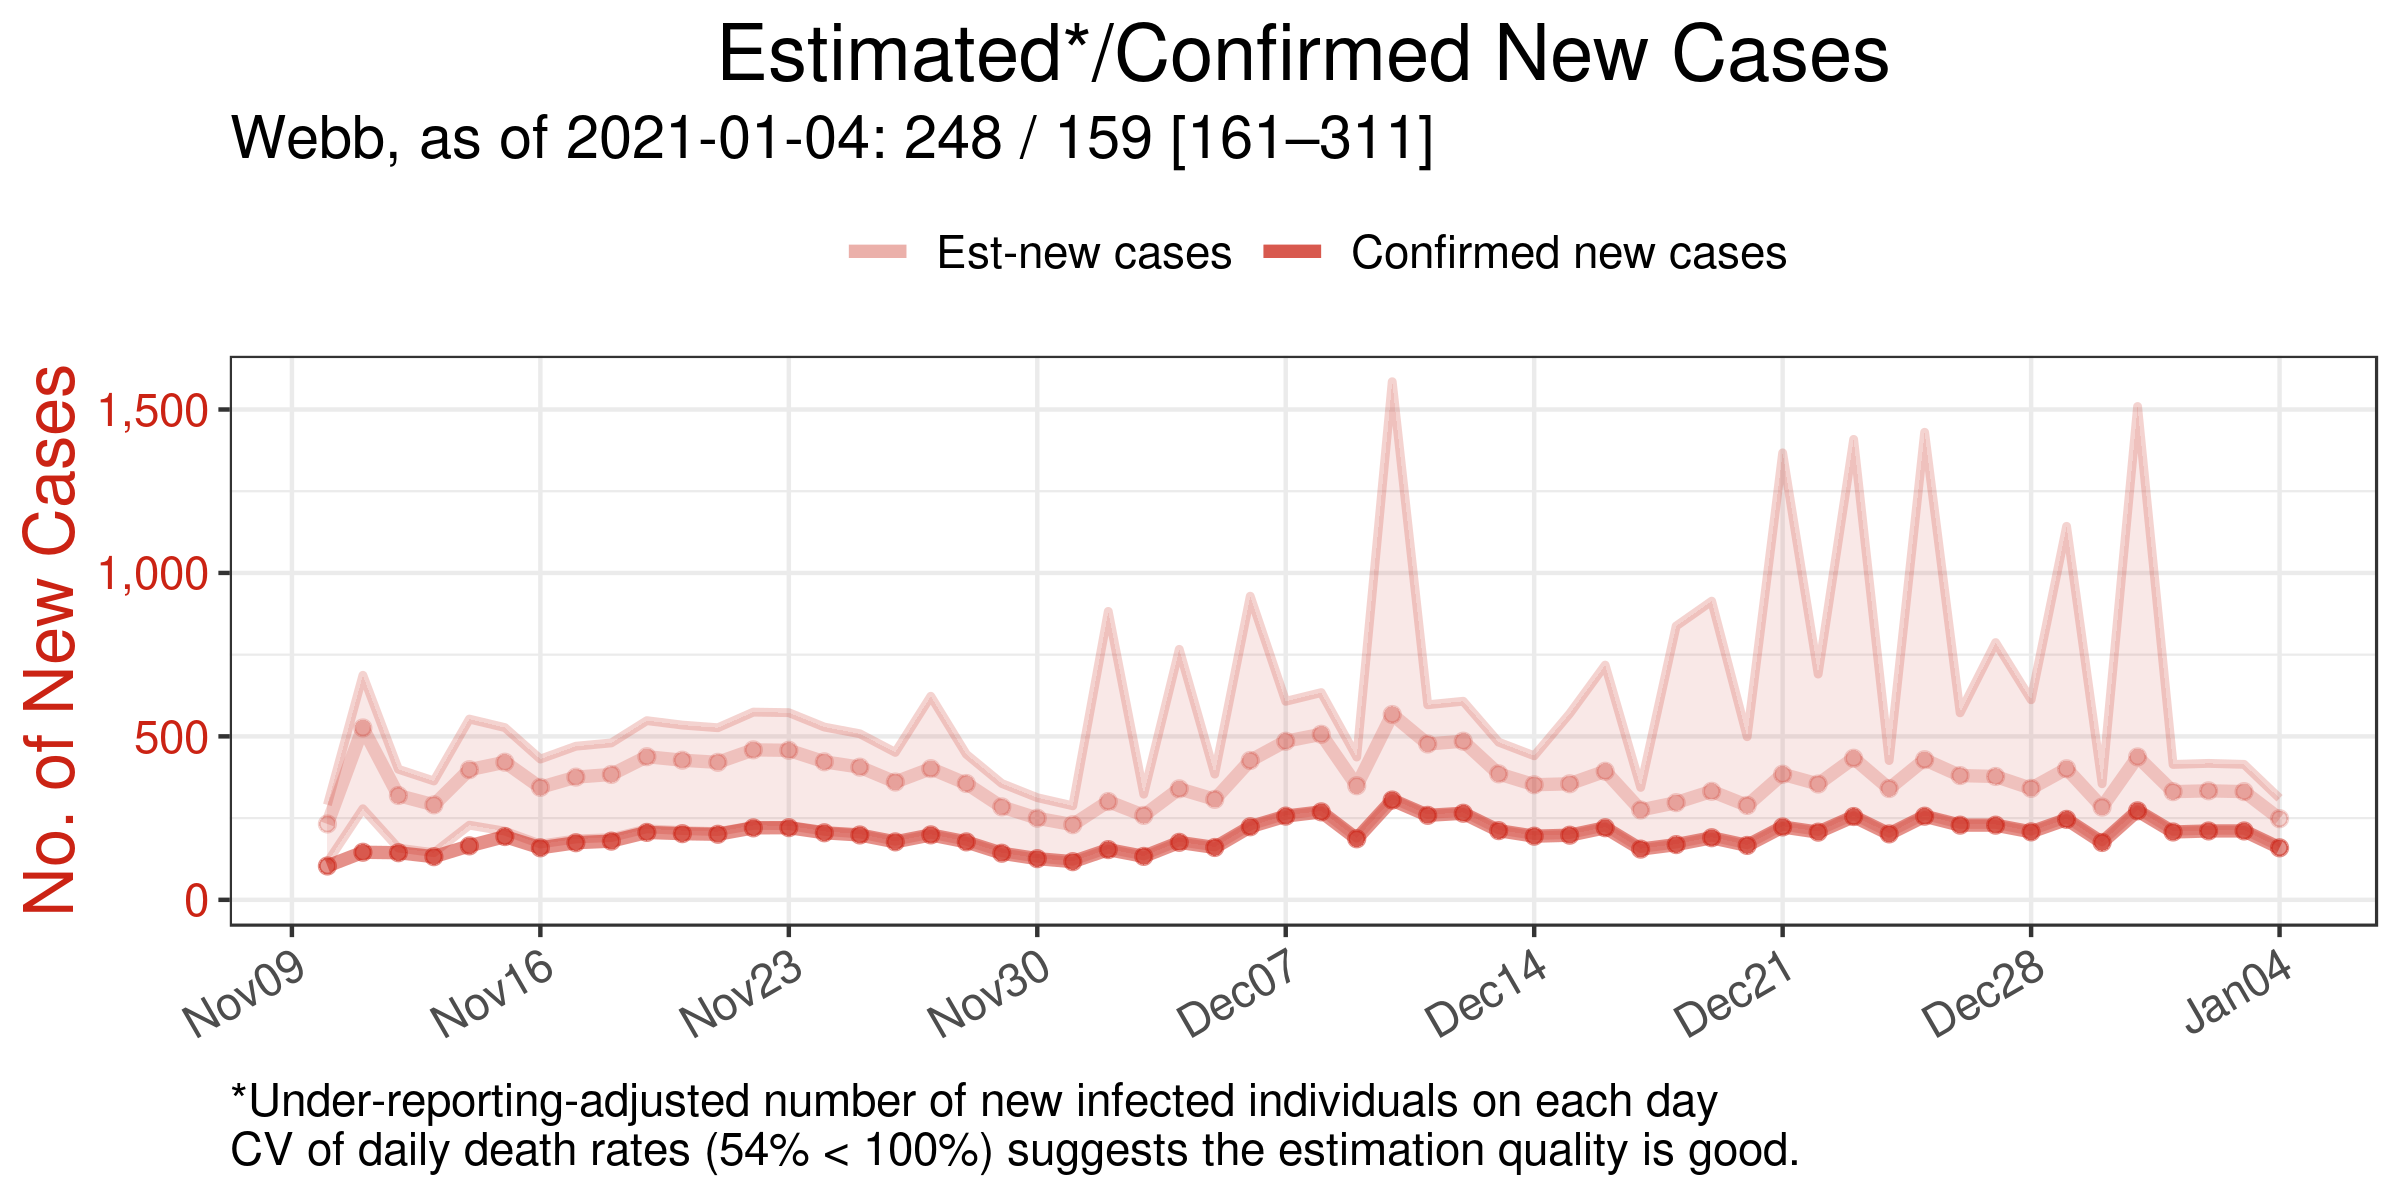 Estimated*/Confirmed New Cases
Webb, as of 2021-01-04: 248 / 159 [161–311]
Est-new cases Confirmed new cases
No. of New Cases
1,500
1,000
500
0
Nov09 Nov16 Nov23 Nov30 Dec07 Dec14 Dec21 Dec28 Jan04
*Under-reporting-adjusted number of new infected individuals on each day
CV of daily death rates (54% < 100%) suggests the estimation quality is good.